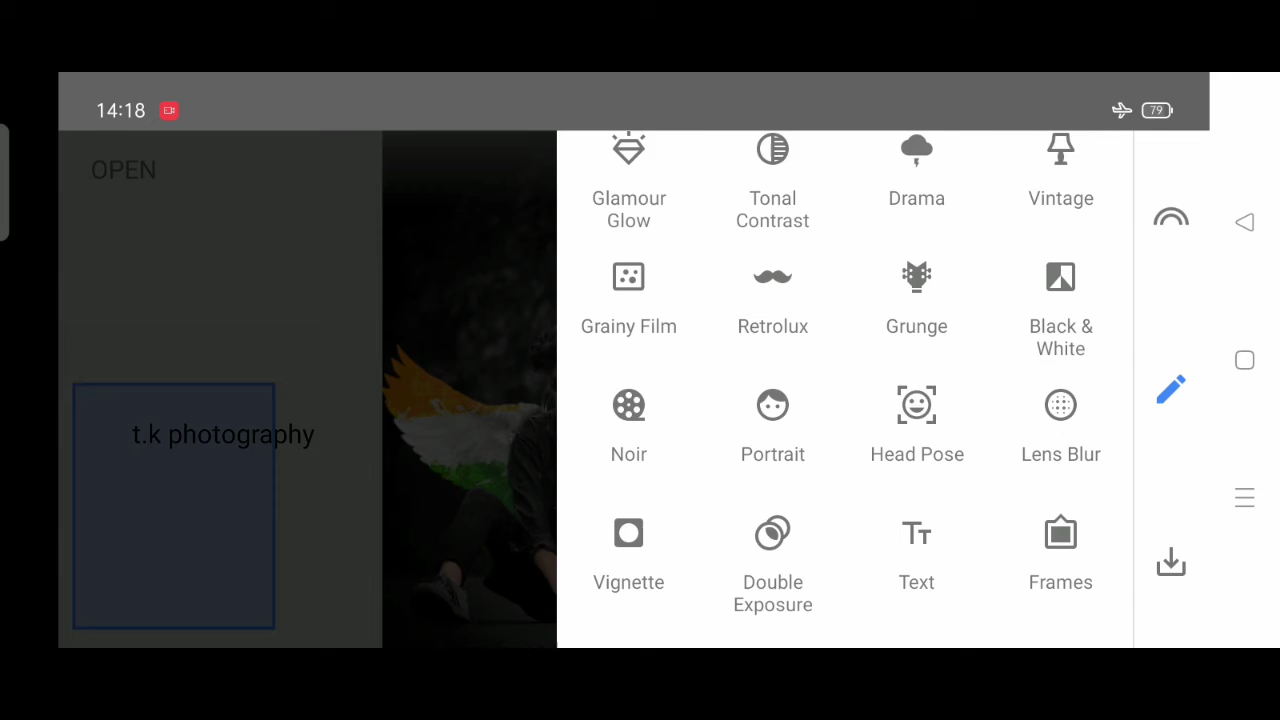 14:18
79
OPEN
t.k photography
Glamour
Glow
Tonal
Contrast
Drama
Vintage
Grainy Film
Retrolux
Grunge
Black &
White
Noir
Portrait
Head Pose
Lens Blur
Vignette
Double
Exposure
Text
Frames